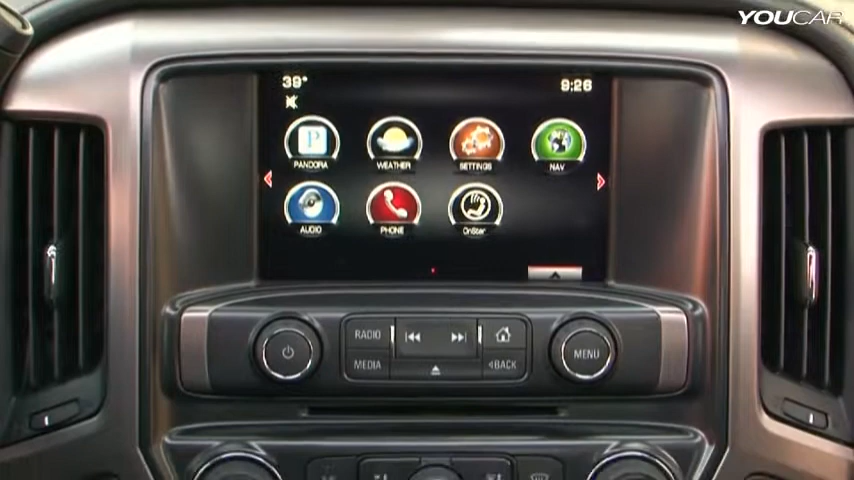 YOUCAR
39°
9:26
PANDORA
WEATHER
SETTINGS
NAV
AUDIO
PHONE
OnStar
RADIO
MEDIA
BACK
MENU